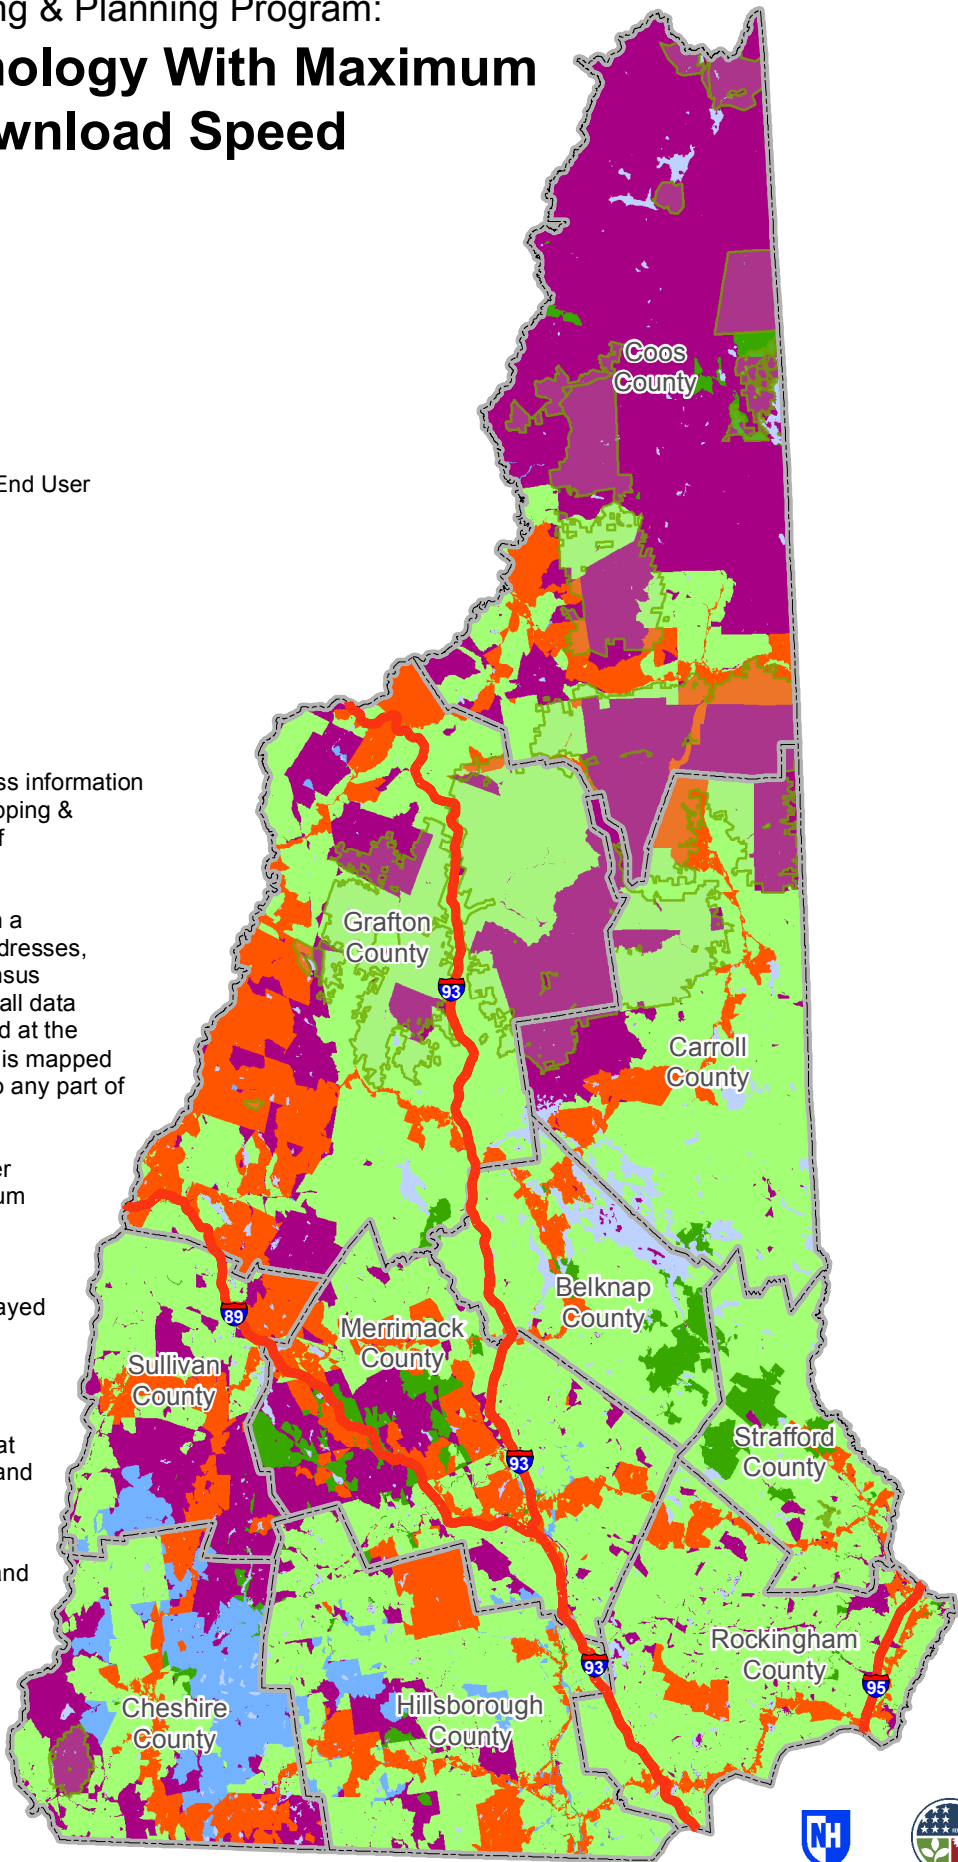 ng & Planning Program:
nology With Maximum
wnload Speed
End User
ss information
pping &
f
n a
dresses,
nsus
all data
d at the
is mapped
o any part of
er
um
ayed
at
and
and
Coos
County
Grafton
County
93
Carroll
County
Belknap
County
89
Merrimack
County
Sullivan
County
93
Strafford
County
Rockingham
County
93
95
Cheshire
County
Hillsborough
County
NH